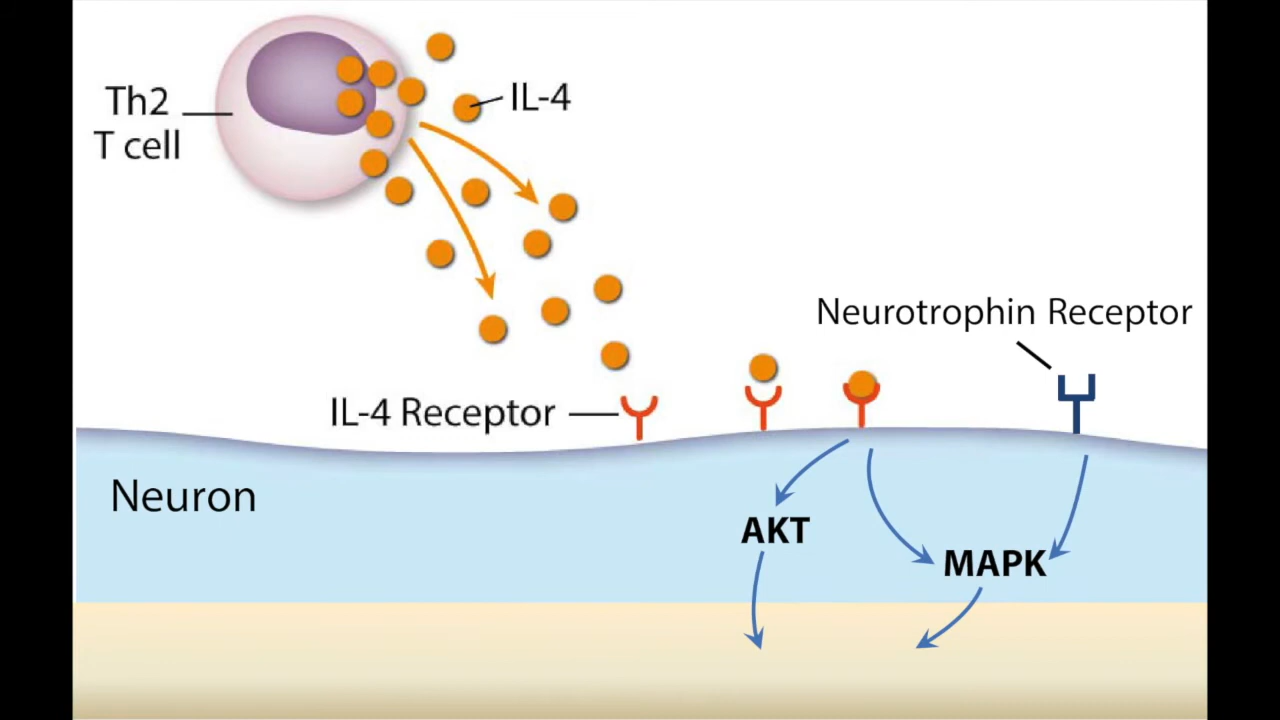 Th2
T cell
IL-4
Neurotrophin Receptor
IL-4 Receptor
Neuron
AKT
MAPK